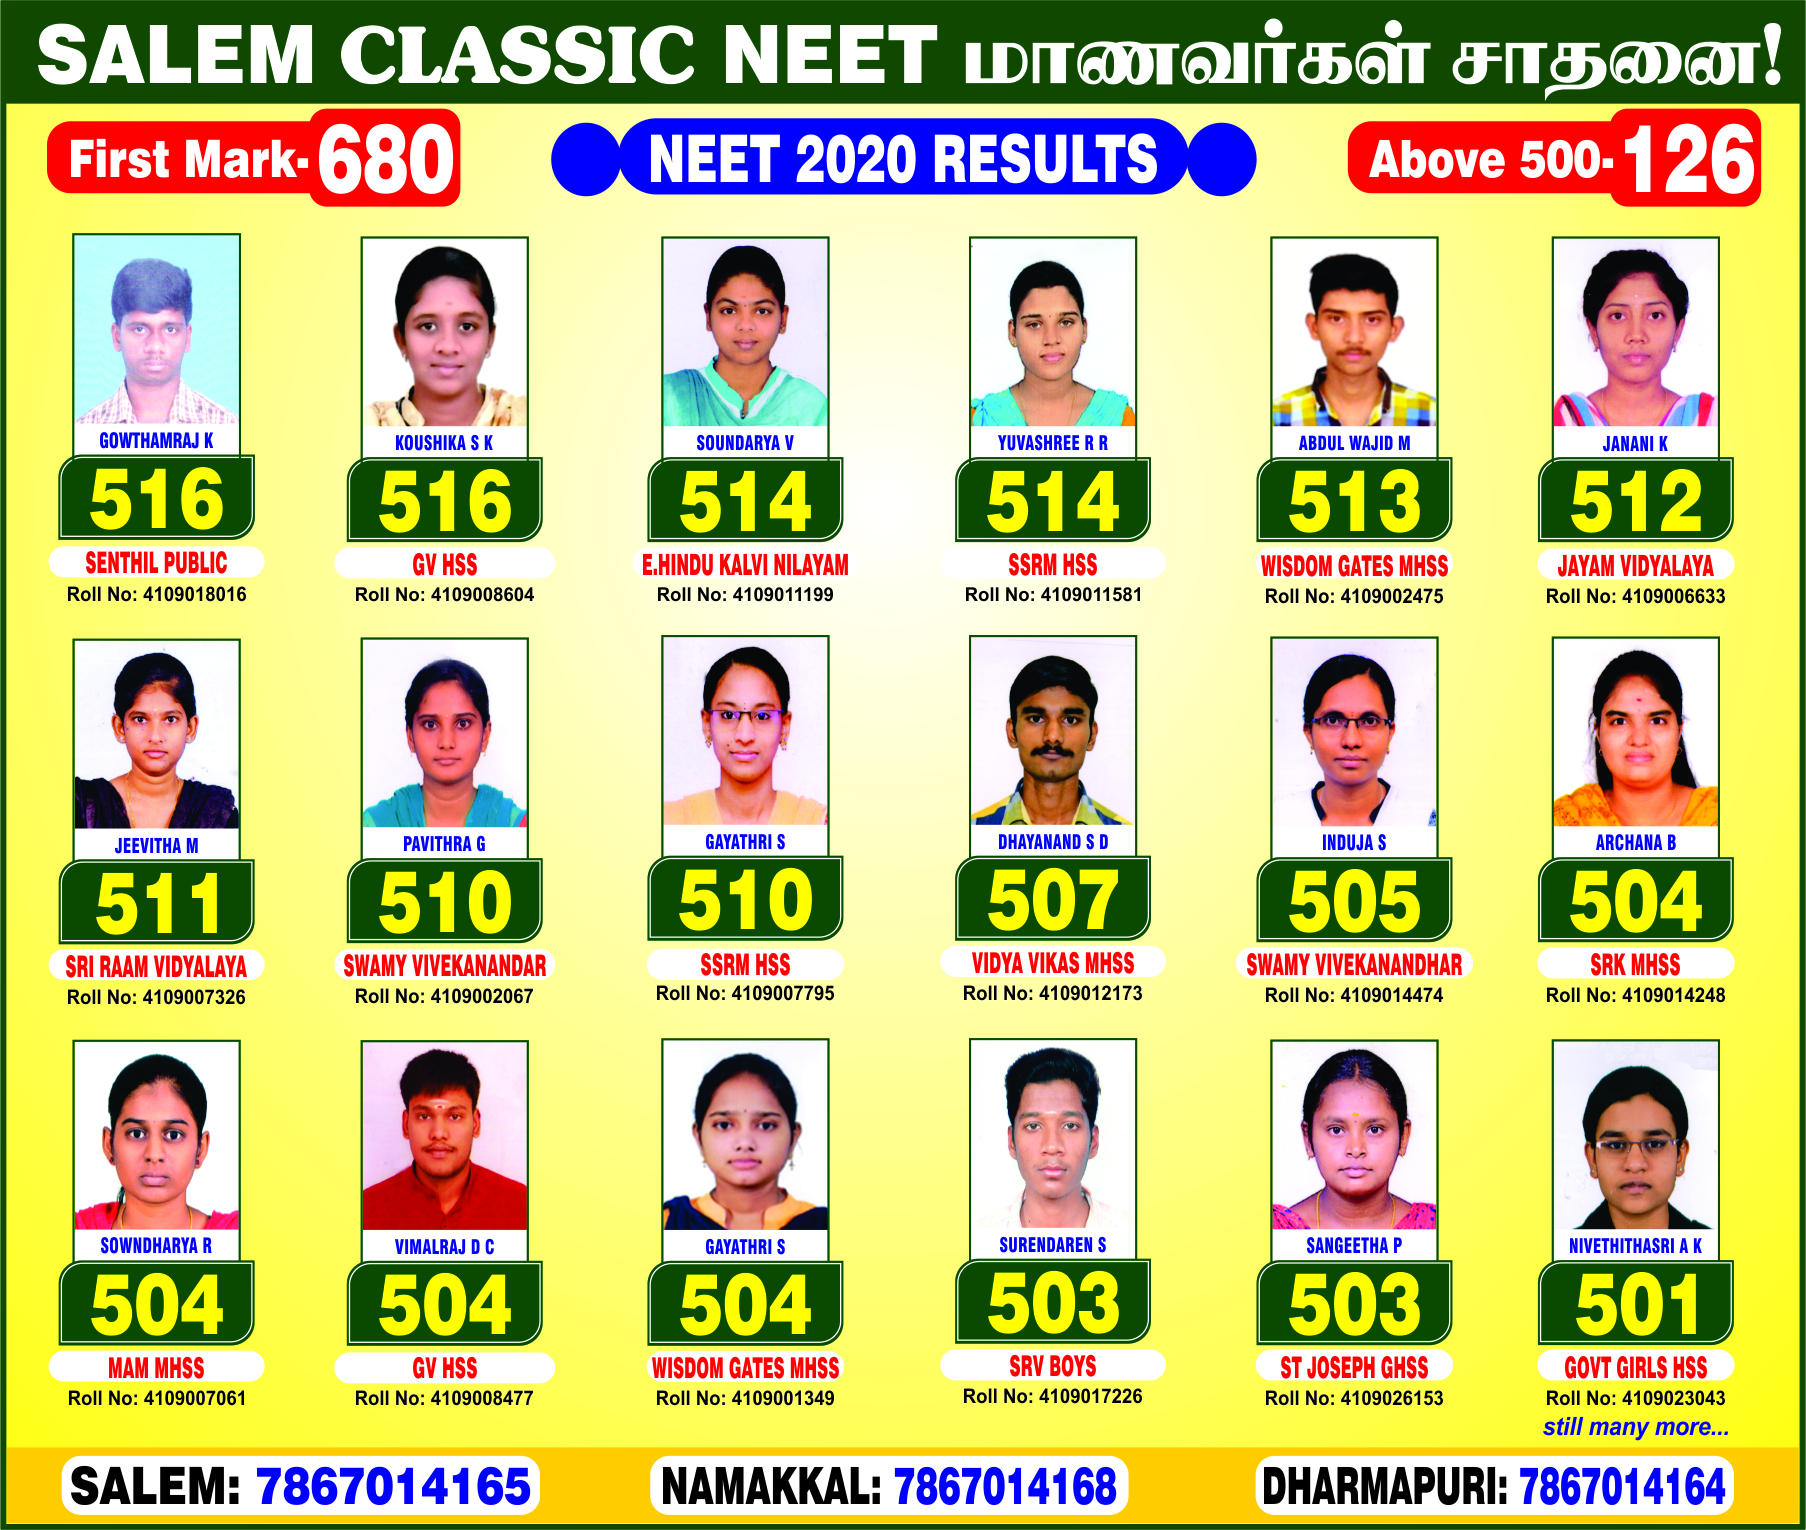 SALEM CLASSIC NEET மாணவர்கள் சாதனை!
First Mark-680
NEET 2020 RESULTS
Above 500-126
GOWTHAMRAJ K
516
SENTHIL PUBLIC
Roll No: 4109018016
KOUSHIKA S K
516
GV HSS
Roll No: 4109008604
SOUNDARYA V
514
E.HINDU KALVI NILAYAM
Roll No: 4109011199
YUVASHREE R R
514
SSRM HSS
Roll No: 4109011581
ABDUL WAJID M
513
WISDOM GATES MHSS
Roll No: 4109002475
JANANI K
512
JAYAM VIDYALAYA
Roll No: 4109006633
JEEVITHA M
511
SRI RAAM VIDYALAYA
Roll No: 4109007326
PAVITHRA G
510
SWAMY VIVEKANANDAR
Roll No: 4109002067
GAYATHRI S
510
SSRM HSS
Roll No: 4109007795
DHAYANAND S D
507
VIDYA VIKAS MHSS
Roll No: 4109012173
INDUJA S
505
SWAMY VIVEKANANDHAR
Roll No: 4109014474
ARCHANA B
504
SRK MHSS
Roll No: 4109014248
SOWNDHARYA R
504
MAM MHSS
Roll No: 4109007061
VIMALRAJ D C
504
GV HSS
Roll No: 4109008477
GAYATHRI S
504
WISDOM GATES MHSS
Roll No: 4109001349
SURENDAREN S
503
SRV BOYS
Roll No: 4109017226
SANGEETHA P
503
ST JOSEPH GHSS
Roll No: 4109026153
NIVETHITHASRI A K
501
GOVT GIRLS HSS
Roll No: 4109023043
still many more...
SALEM: 7867014165
NAMAKKAL: 7867014168
DHARMAPURI: 7867014164